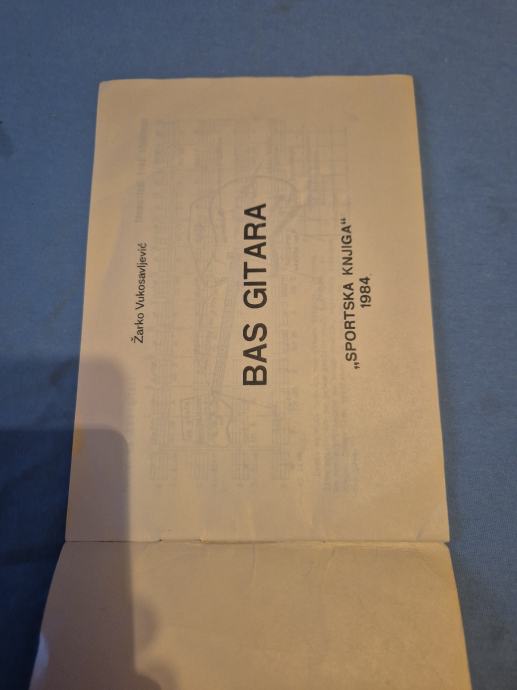 Žarko Vukosavljević
BAS GITARA
„SPORTSKA KNJIGA“
1984.